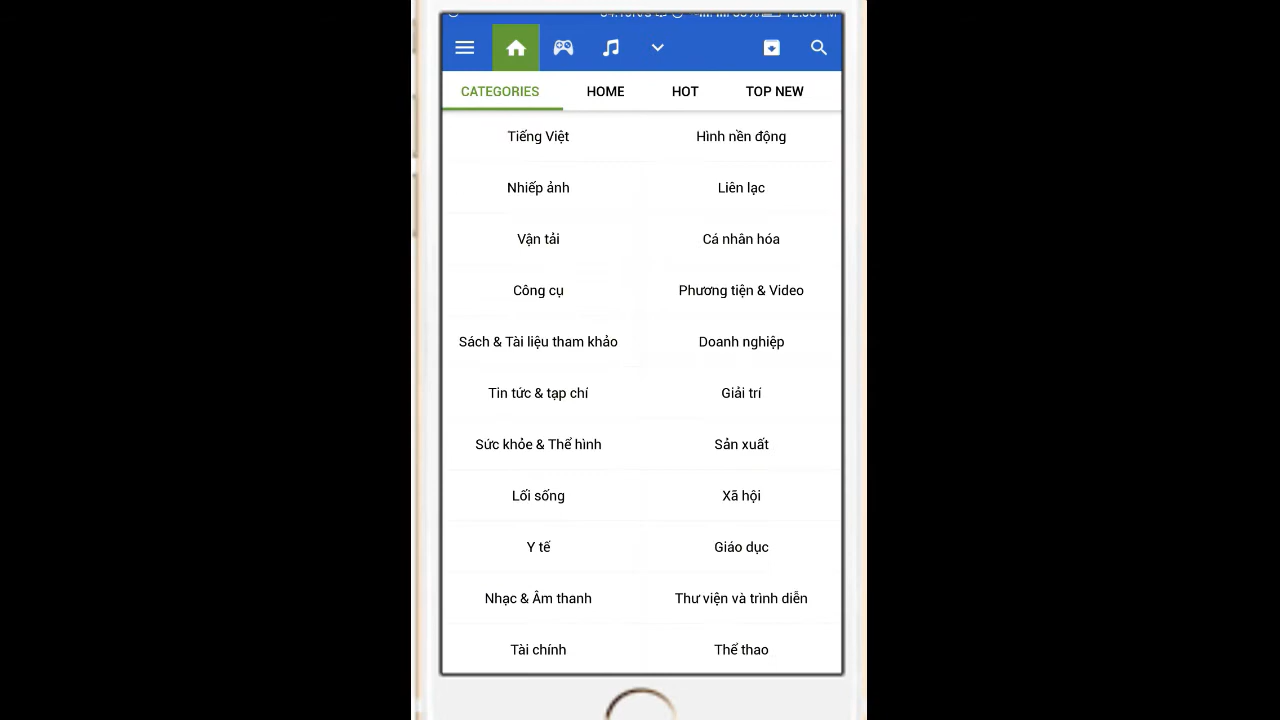 CATEGORIES HOME HOT TOP NEW
Tiếng Việt Hình nền động
Nhiếp ảnh Liên lạc
Vận tải Cá nhân hóa
Công cụ Phương tiện & Video
Sách & Tài liệu tham khảo Doanh nghiệp
Tin tức & tạp chí Giải trí
Sức khỏe & Thể hình Sản xuất
Lối sống Xã hội
Y tế Giáo dục
Nhạc & Âm thanh Thư viện và trình diễn
Tài chính Thể thao